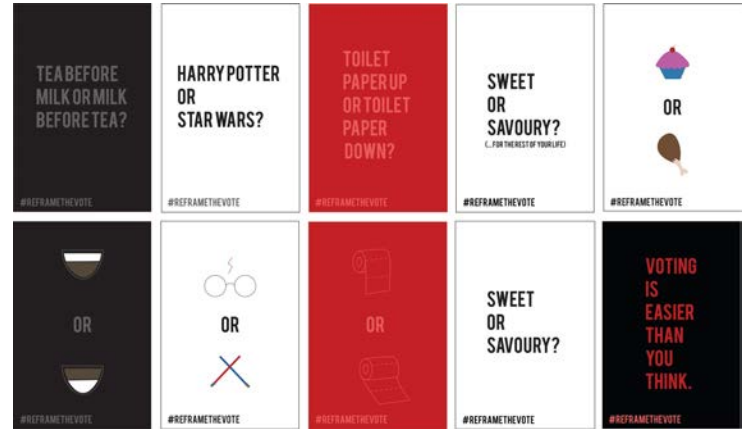 TEA BEFORE
MILK OR MILK
BEFORE TEA?
#REFRAMETHEVOTE
HARRY POTTER
OR
STAR WARS?
#REFRAMETHEVOTE
TOILET
PAPER UP
OR TOILET
PAPER
DOWN?
#REFRAMETHEVOTE
SWEET
OR
SAVOURY?
(...FOR THE REST OF YOUR LIFE)
#REFRAMETHEVOTE
OR
#REFRAMETHEVOTE
OR
#REFRAMETHEVOTE
OR
#REFRAMETHEVOTE
OR
#REFRAMETHEVOTE
SWEET
OR
SAVOURY?
#REFRAMETHEVOTE
VOTING
IS
EASIER
THAN
YOU
THINK.
#REFRAMETHEVOTE